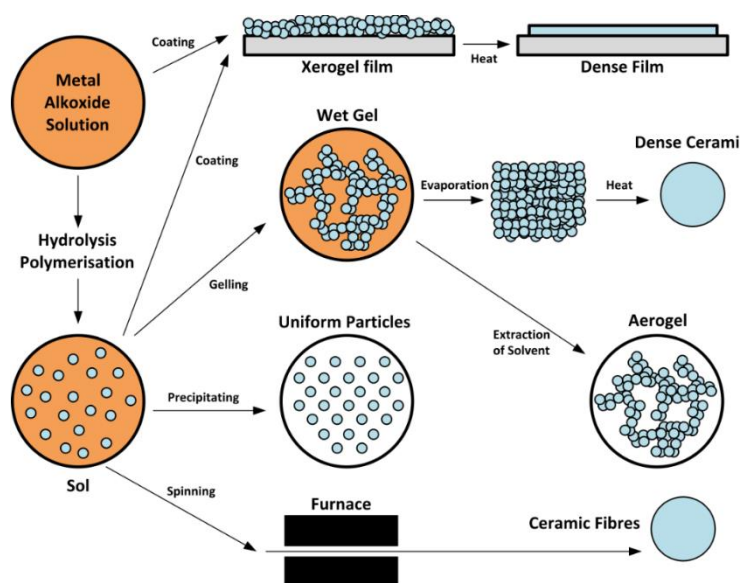 Coating
Metal
Alkoxide
Solution
Xerogel film
Heat
Dense Film
Wet Gel
Coating
Dense Cerami
Evaporation
Heat
Hydrolysis
Polymerisation
Gelling
Uniform Particles
Extraction
of Solvent
Aerogel
Precipitating
Sol
Spinning
Furnace
Ceramic Fibres